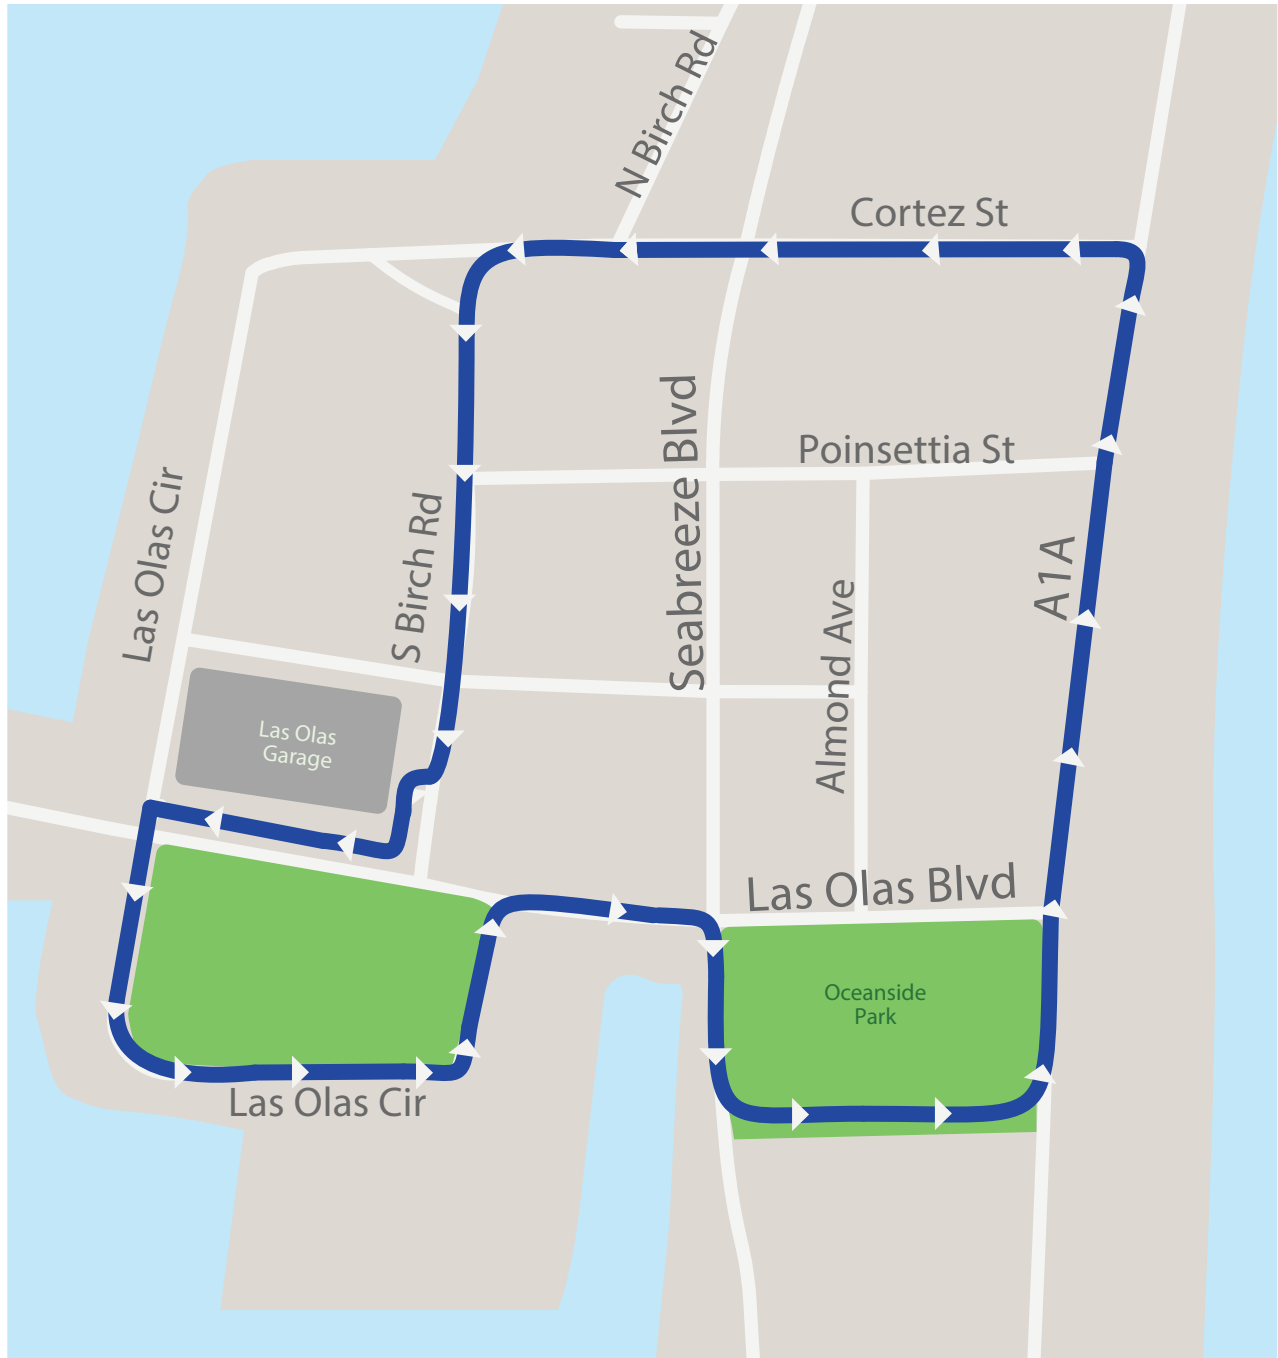 N Birch Rd
Cortez St
Seabreeze Blvd
Poinsettia St
Las Olas Cir
S Birch Rd
A1A
Almond Ave
Las Olas
Garage
Las Olas Blvd
Oceanside
Park
Las Olas Cir